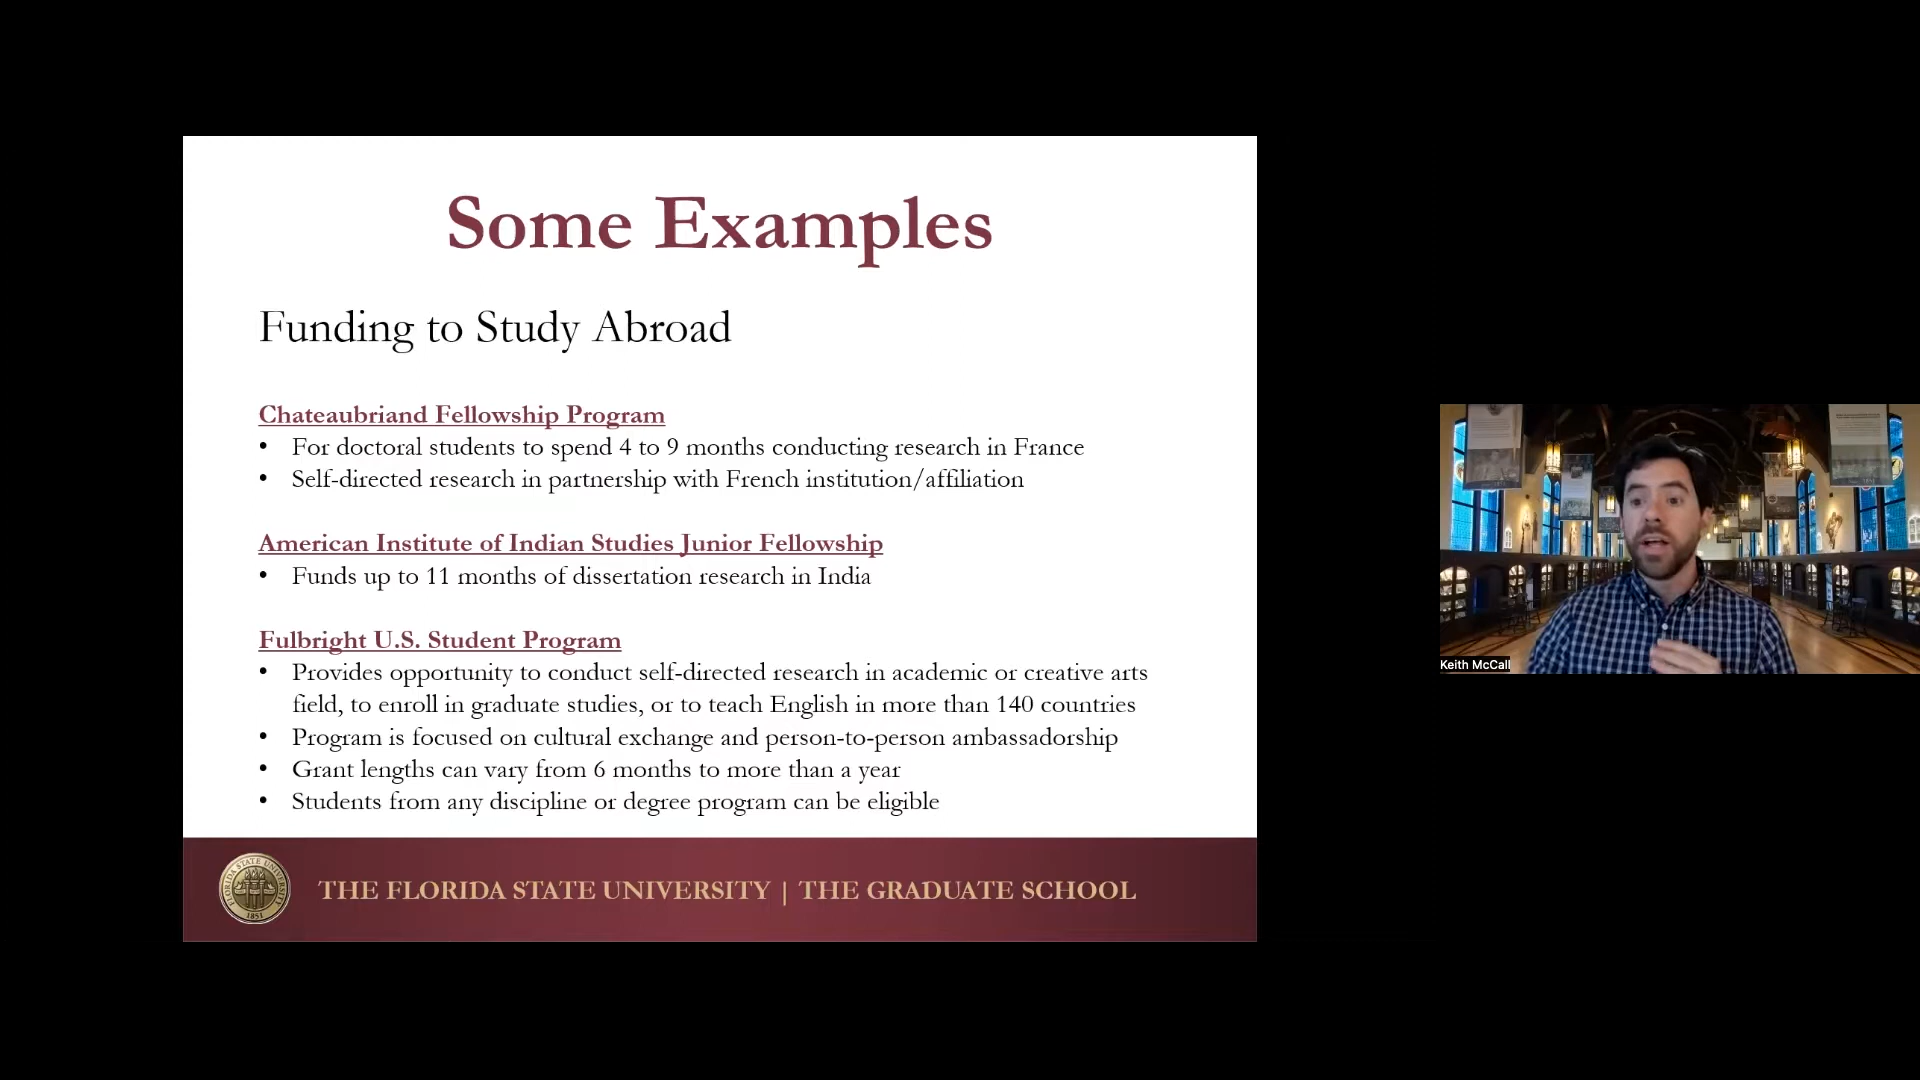 Some Examples
Funding to Study Abroad
Chateaubriand Fellowship Program
• For doctoral students to spend 4 to 9 months conducting research in France
• Self-directed research in partnership with French institution/affiliation
American Institute of Indian Studies Junior Fellowship
• Funds up to 11 months of dissertation research in India
Fulbright U.S. Student Program
• Provides opportunity to conduct self-directed research in academic or creative arts
field, to enroll in graduate studies, or to teach English in more than 140 countries
• Program is focused on cultural exchange and person-to-person ambassadorship
• Grant lengths can vary from 6 months to more than a year
• Students from any discipline or degree program can be eligible
FLORIDA STATE UNIVERSITY
1851
THE FLORIDA STATE UNIVERSITY | THE GRADUATE SCHOOL
Keith McCall